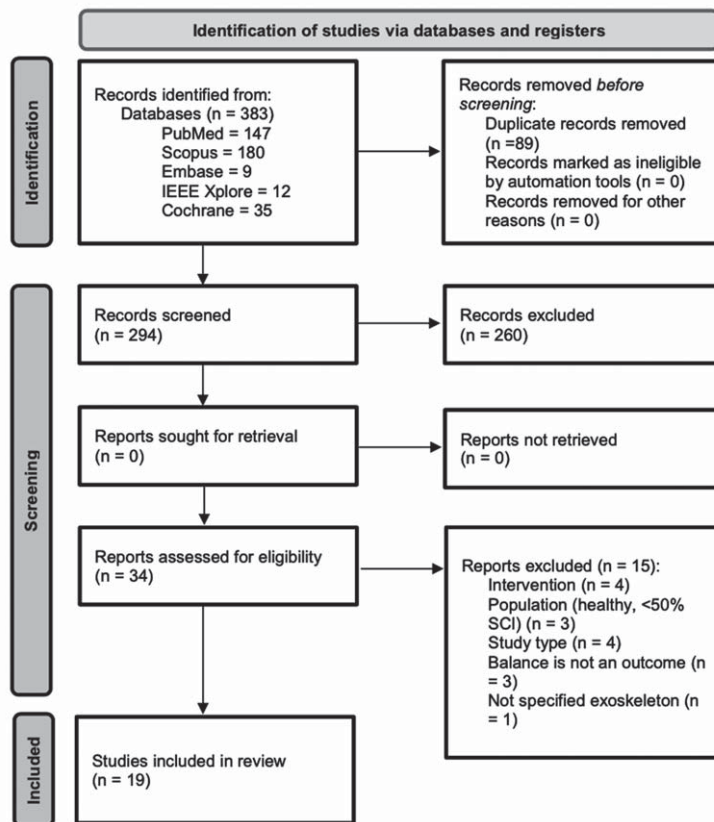 Identification of studies via databases and registers
Identification
Records identified from:
Databases (n = 383)
PubMed = 147
Scopus = 180
Embase = 9
IEEE Xplore = 12
Cochrane = 35
Records removed before
screening:
Duplicate records removed
(n =89)
Records marked as ineligible
by automation tools (n = 0)
Records removed for other
reasons (n = 0)
Screening
Records screened
(n = 294)
Records excluded
(n = 260)
Reports sought for retrieval
(n = 0)
Reports not retrieved
(n = 0)
Reports assessed for eligibility
(n = 34)
Reports excluded (n = 15):
Intervention (n = 4)
Population (healthy, <50%
SCI) (n = 3)
Study type (n = 4)
Balance is not an outcome (n
= 3)
Not specified exoskeleton (n
= 1)
Included
Studies included in review
(n = 19)